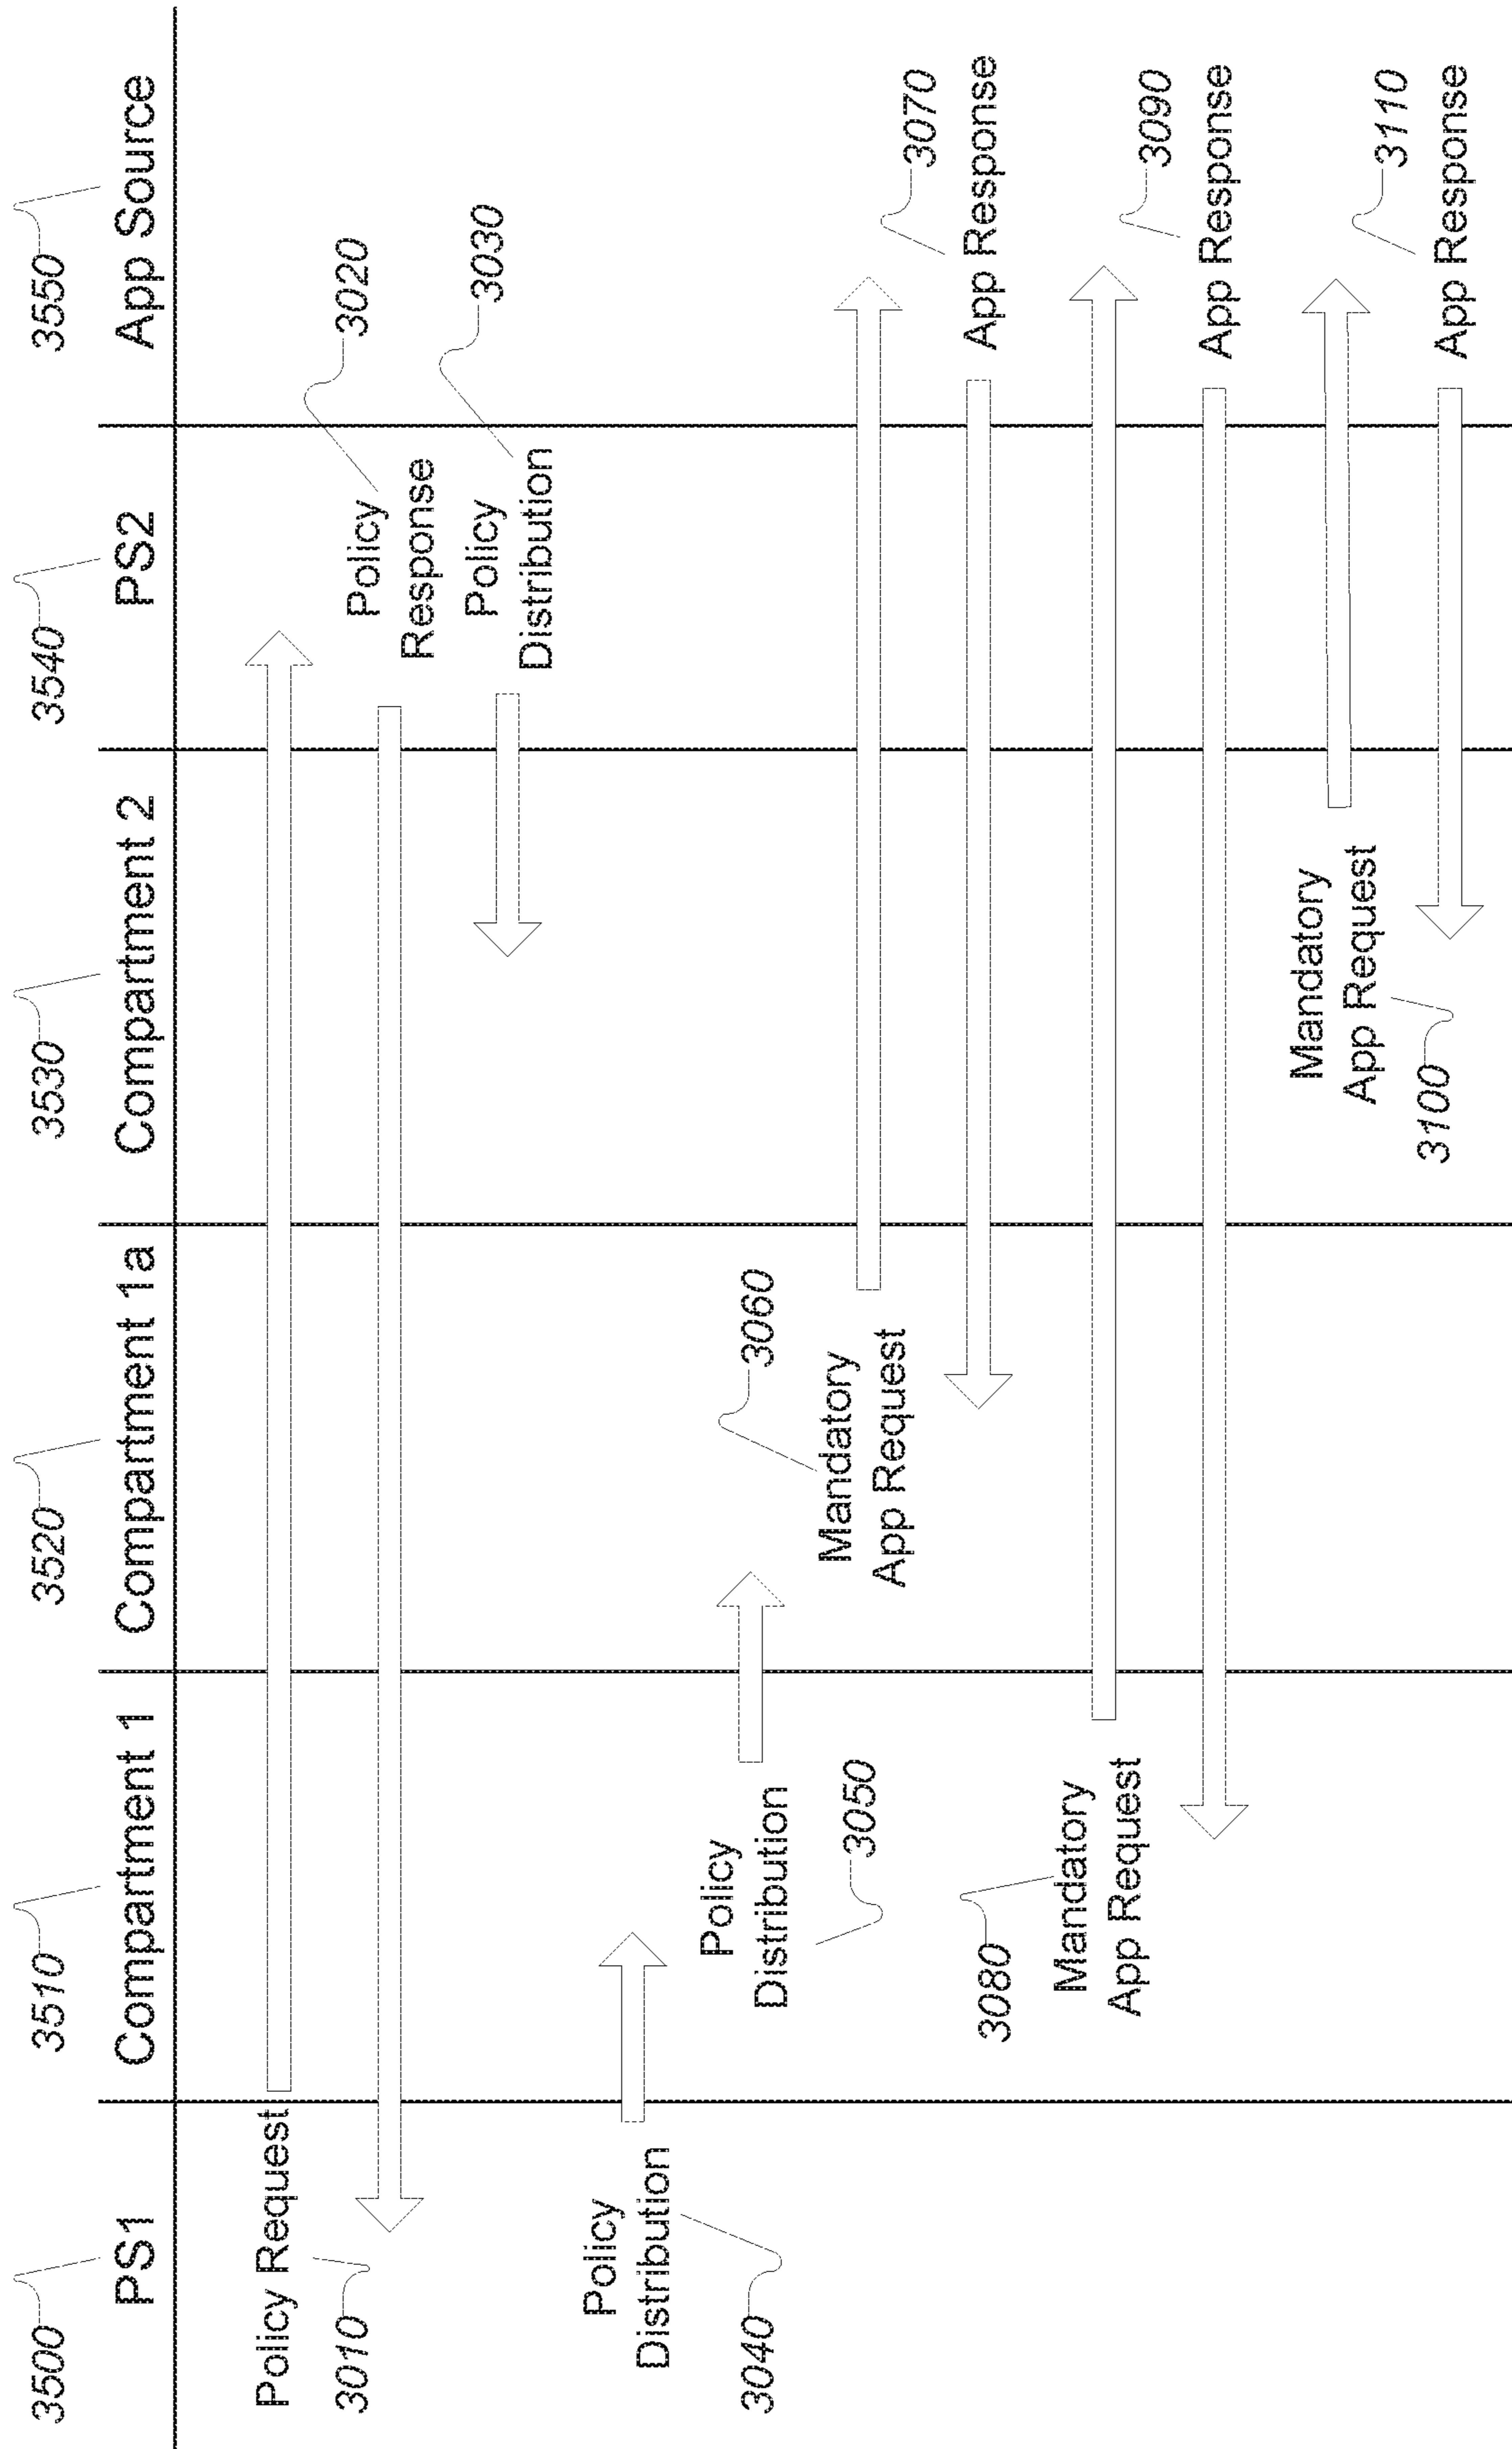 3500
3510
3520
3530
3540
3550
PS1
Compartment 1
Compartment 1a
Compartment 2
PS2
App Source
Policy Request
3010
3020
Policy
Response
3030
Policy
Distribution
Policy
Distribution
3040
Policy
Distribution
3050
3060
Mandatory
App Request
3070
App Response
3080
Mandatory
App Request
3090
App Response
Mandatory
App Request
3100
3110
App Response